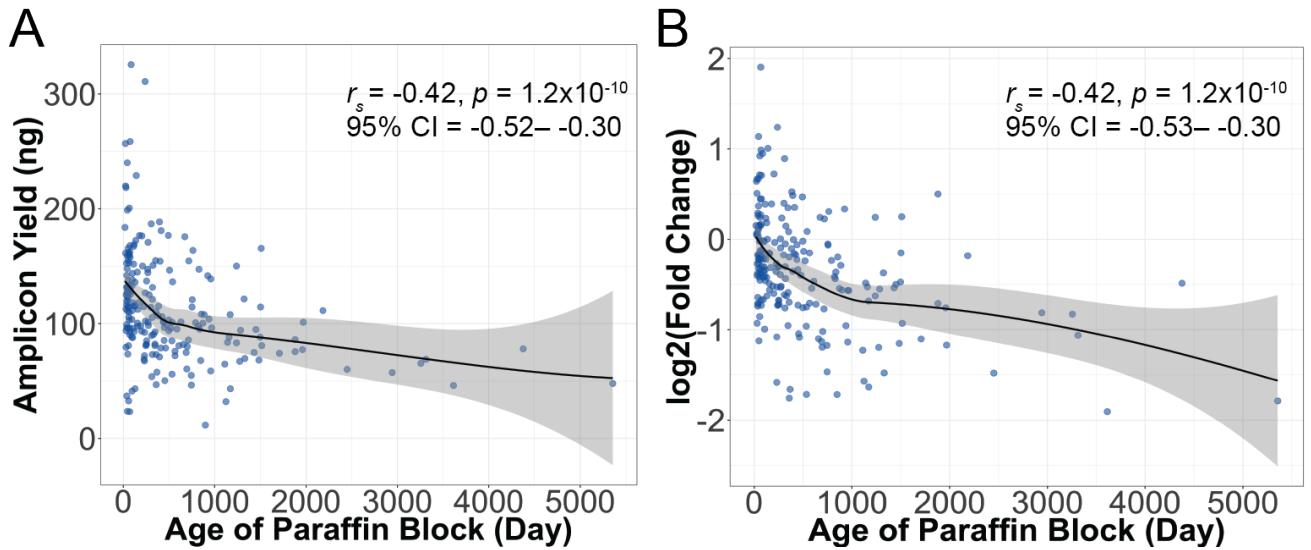 A
Amplicon Yield (ng)
300
200
100
0
r_s = -0.42, p = 1.2x10^-10
95% CI = -0.52– -0.30
0 1000 2000 3000 4000 5000
Age of Paraffin Block (Day)
B
log2(Fold Change)
2
1
0
-1
-2
r_s = -0.42, p = 1.2x10^-10
95% CI = -0.53– -0.30
0 1000 2000 3000 4000 5000
Age of Paraffin Block (Day)